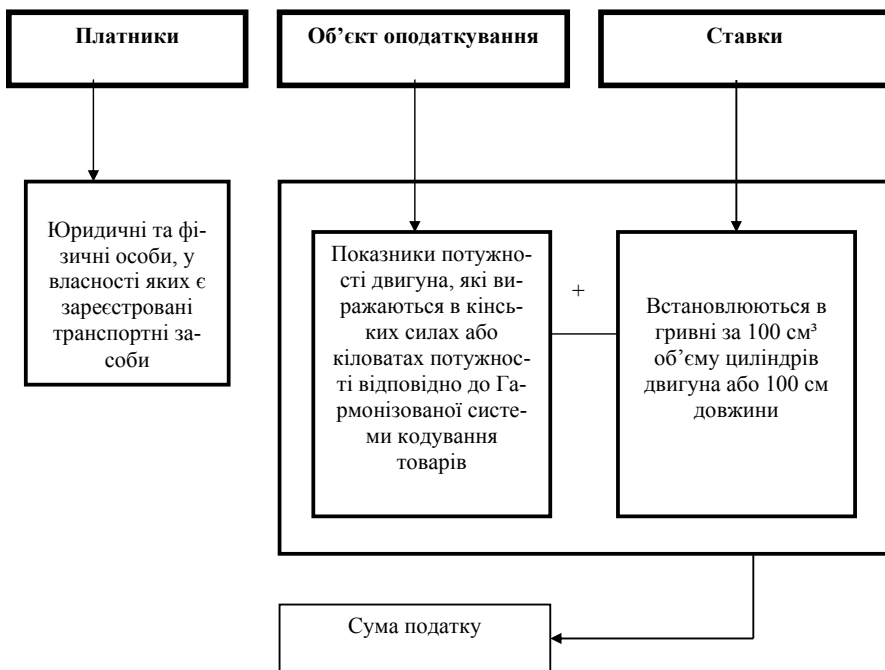 Платники
Об’єкт оподаткування
Ставки
Юридичні та фі-
зичні особи, у
власності яких є
зареєстровані
транспортні за-
соби
Показники потужно-
сті двигуна, які ви-
ражаються в кінсь-
ких силах або
кіловатах потужнос-
ті відповідно до Га-
рмонізованої систе-
ми кодування
товарів
+
Встановлюються в
гривні за 100 см³
об’єму циліндрів
двигуна або 100 см
довжини
Сума податку